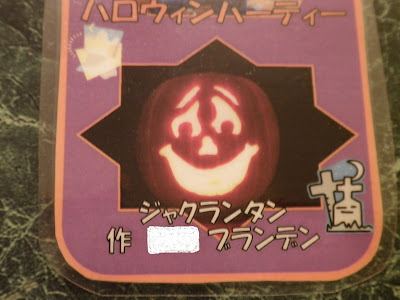 ハロウィンパーティー
ジャクランタン
作 ブランデン